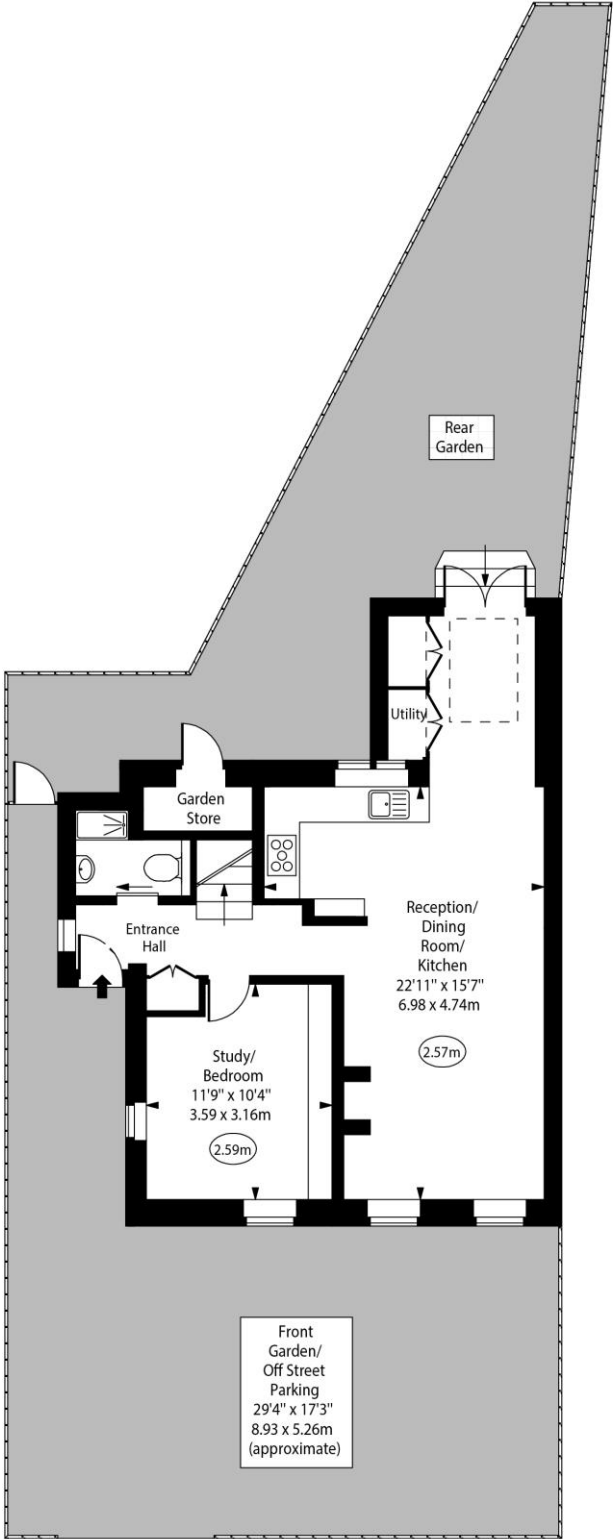 Rear
Garden
Utility
Garden
Store
Entrance
Hall
Reception/
Dining
Room/
Kitchen
22'11" x 15'7"
6.98 x 4.74m
2.57m
Study/
Bedroom
11'9" x 10'4"
3.59 x 3.16m
2.59m
Front
Garden/
Off Street
Parking
29'4" x 17'3"
8.93 x 5.26m
(approximate)